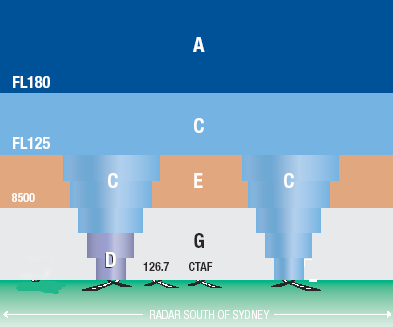 A
FL180
C
FL125
C
E
C
8500
G
D
126.7
CTAF
RADAR SOUTH OF SYDNEY